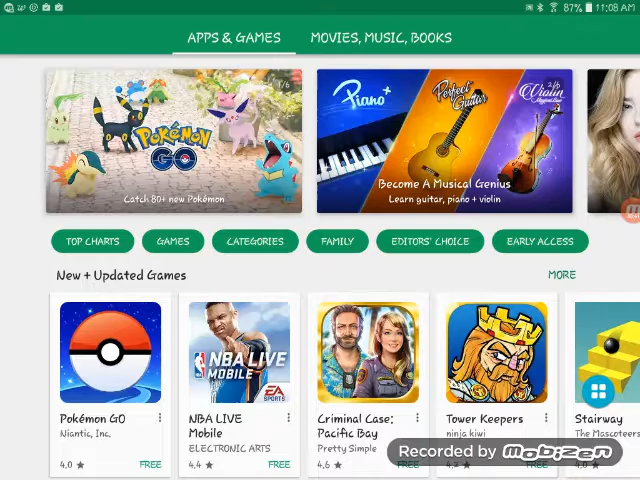 87% 11:08 AM
APPS & GAMES
MOVIES, MUSIC, BOOKS
1/6
Pokémon
GO
Catch 80+ new Pokémon
Piano+
Perfect
Guitar
Violin
Become A Musical Genius
Learn guitar, piano + violin
TOP CHARTS
GAMES
CATEGORIES
FAMILY
EDITORS' CHOICE
EARLY ACCESS
New + Updated Games
MORE
NBA LIVE
MOBILE
EA
SPORTS
Pokémon GO
Niantic, Inc.
4.0 ★ FREE
NBA LIVE
Mobile
ELECTRONIC ARTS
4.4 ★ FREE
Criminal Case:
Pacific Bay
Pretty Simple
4.6 ★
Tower Keepers
ninja kiwi
Stairway
The Mascoteers
Recorded by Mobizen